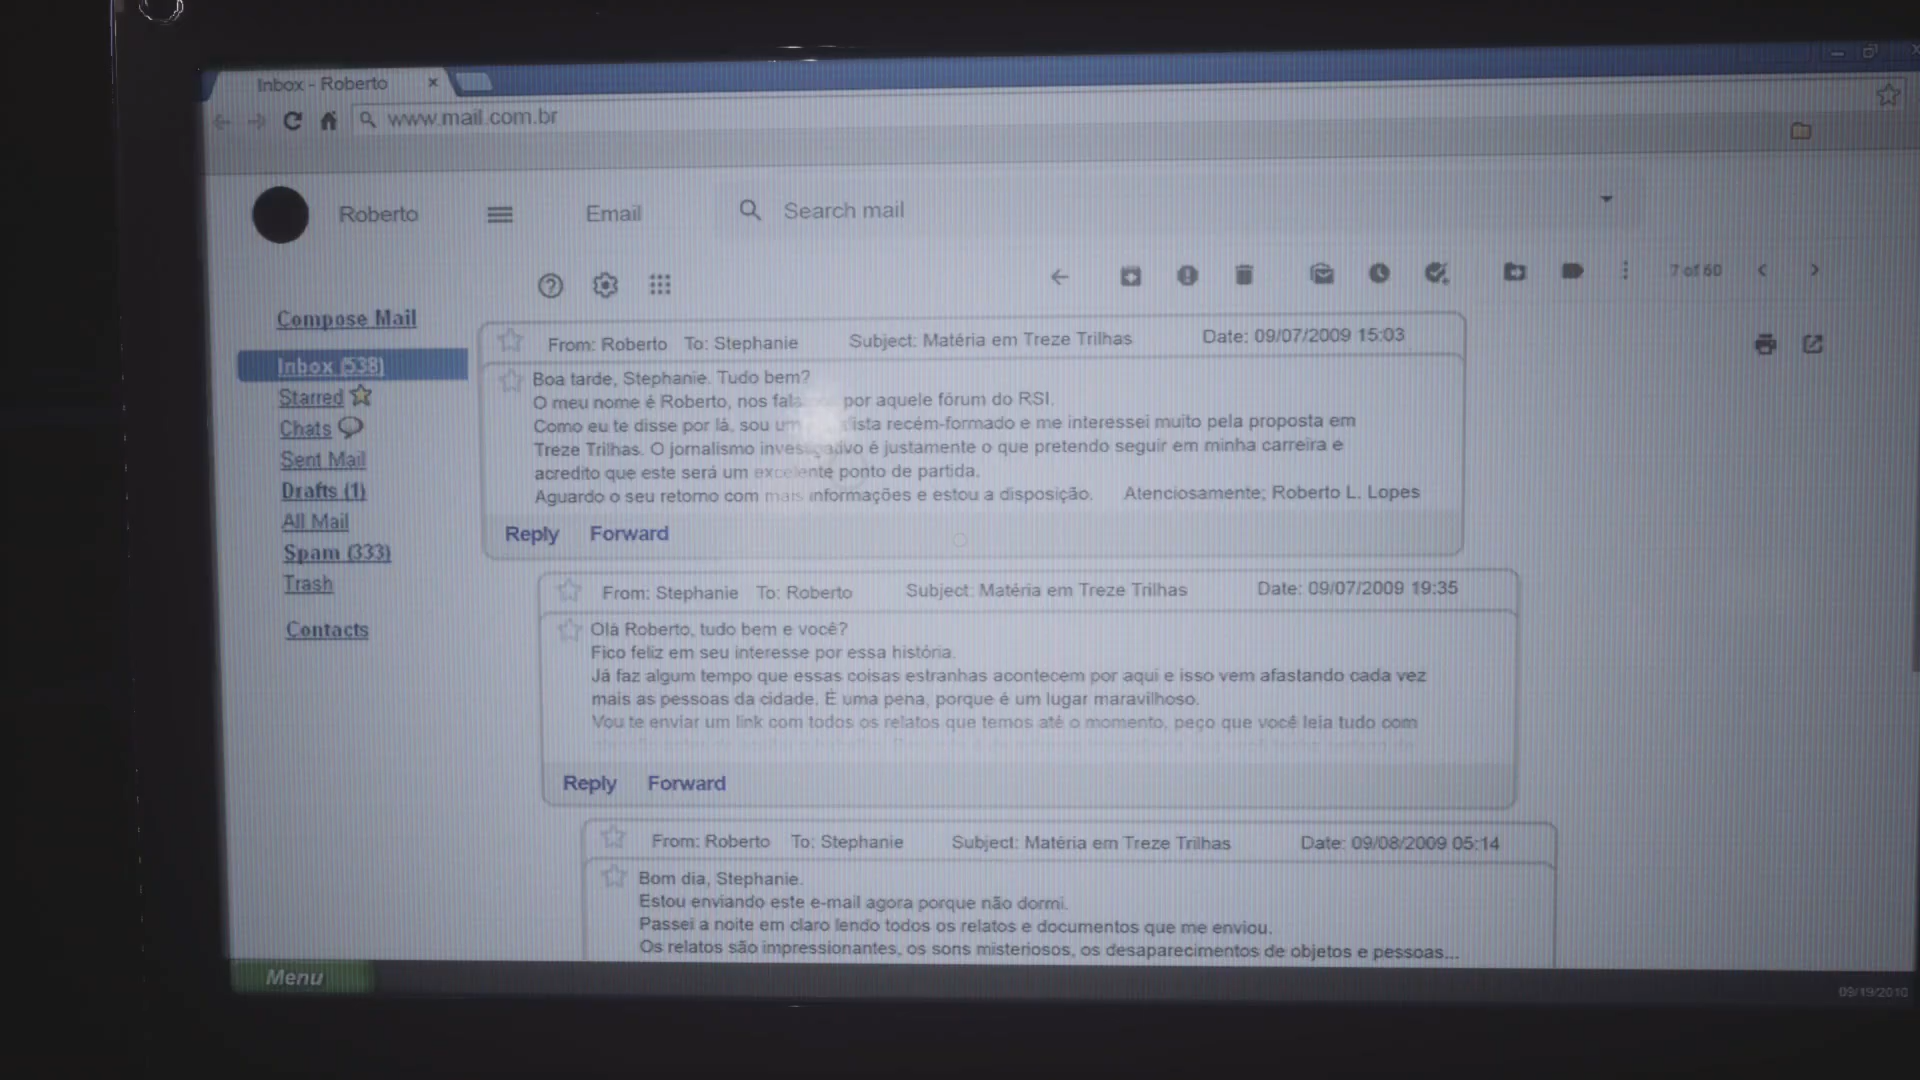 Inbox - Roberto
www.mail.com.br
Roberto
Email
Search mail
7 of 60
Compose Mail
Inbox (538)
Starred
Chats
Sent Mail
Drafts (1)
All Mail
Spam (333)
Trash
Contacts
From: Roberto To: Stephanie Subject: Matéria em Treze Trilhas Date: 09/07/2009 15:03
Boa tarde, Stephanie. Tudo bem?
O meu nome é Roberto, nos por aquele fórum do RSI.
Como eu te disse por lá, sou recém-formado e me interessei muito pela proposta em
Treze Trilhas. O jornalismo investigativo é justamente o que pretendo seguir em minha carreira e
acredito que este será um excelente ponto de partida.
Aguardo o seu retorno com mais informações e estou a disposição. Atenciosamente; Roberto L. Lopes
Reply Forward
From: Stephanie To: Roberto Subject: Matéria em Treze Trilhas Date: 09/07/2009 19:35
Olá Roberto, tudo bem e você?
Fico feliz em seu interesse por essa história.
Já faz algum tempo que essas coisas estranhas acontecem por aqui e isso vem afastando cada vez
mais as pessoas da cidade. É uma pena, porque é um lugar maravilhoso.
Vou te enviar um link com todos os relatos que temos até o momento, peço que você leia tudo com
Reply Forward
From: Roberto To: Stephanie Subject: Matéria em Treze Trilhas Date: 09/08/2009 05:14
Bom dia, Stephanie.
Estou enviando este e-mail agora porque não dormi.
Passei a noite em claro lendo todos os relatos e documentos que me enviou.
Os relatos são impressionantes, os sons misteriosos, os desaparecimentos de objetos e pessoas...
Menu
09/19/2010